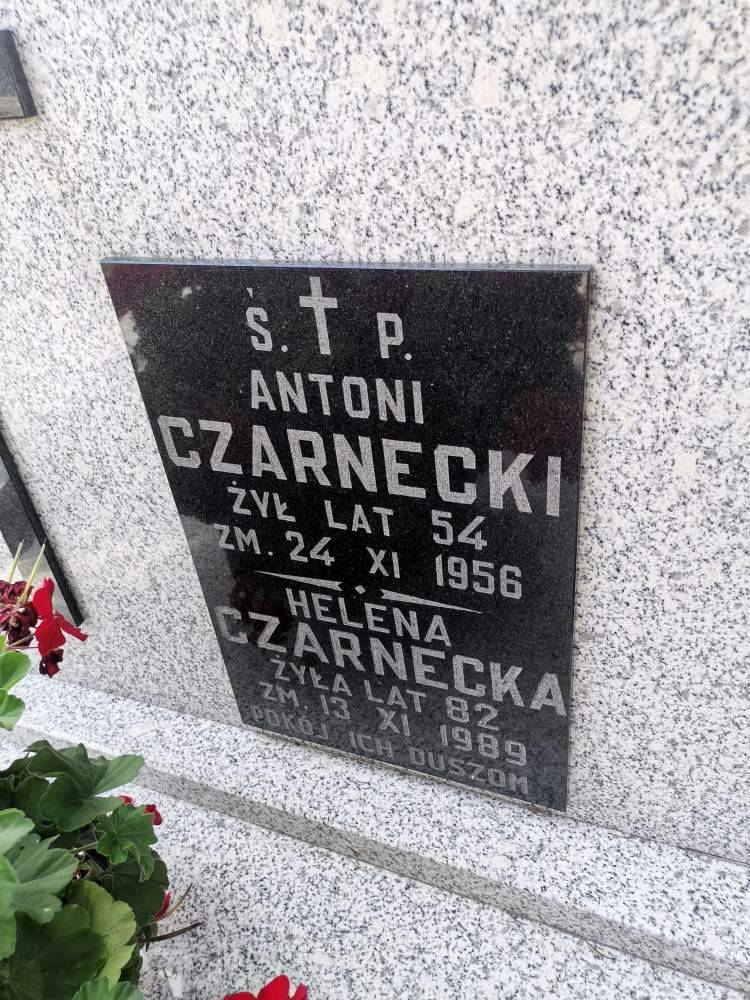 Ś. † P.
ANTONI
CZARNECKI
ŻYŁ LAT 54
ZM. 24 XI 1956
HELENA
CZARNECKA
ŻYŁA LAT 82
ZM. 13 XI 1989
POKÓJ ICH DUSZOM